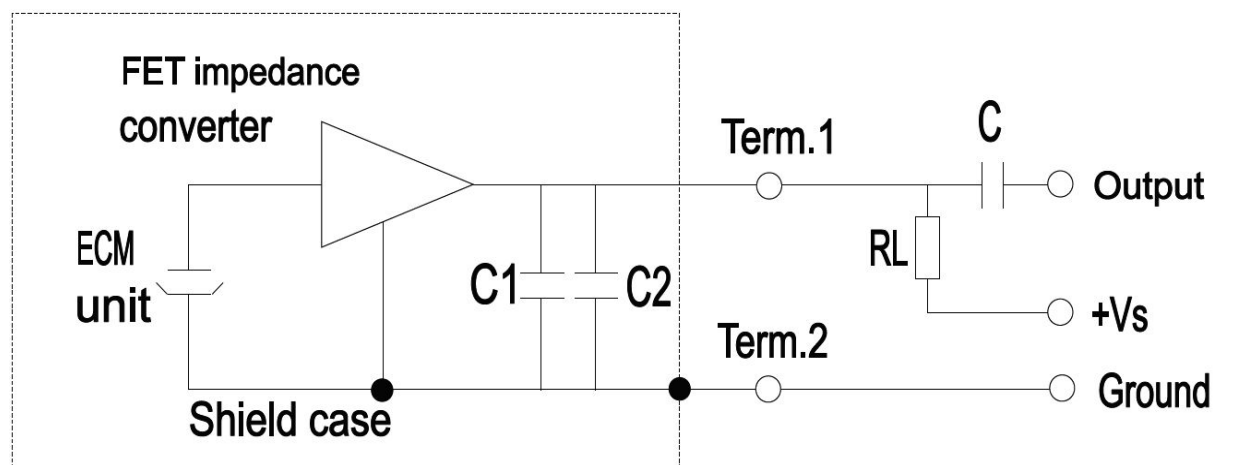 FET impedance
converter
Term.1
C
Output
ECM
unit
C1
C2
RL
+Vs
Term.2
Ground
Shield case